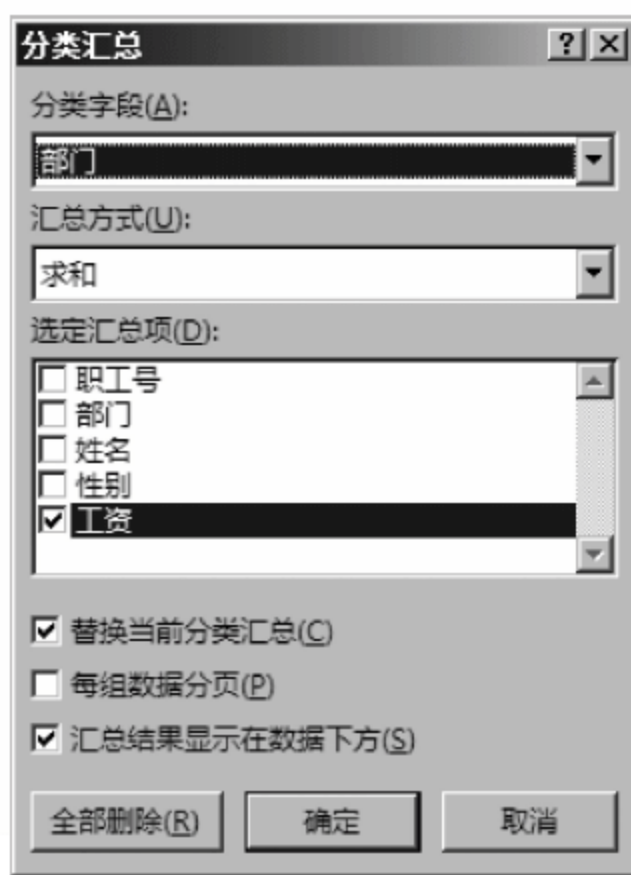 分类汇总
分类字段(A):
部门
汇总方式(U):
求和
选定汇总项(D):
职工号
部门
姓名
性别
工资
替换当前分类汇总(C)
每组数据分页(P)
汇总结果显示在数据下方(S)
全部删除(R) 确定 取消